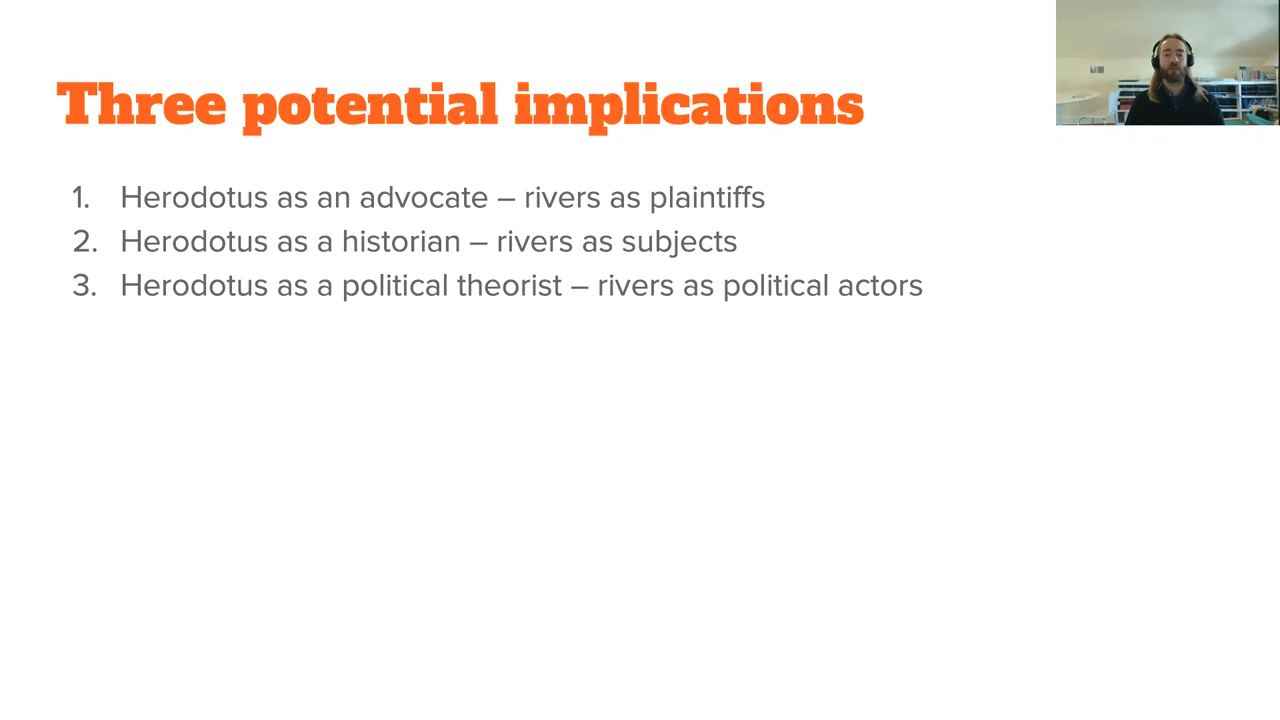 Three potential implications
1. Herodotus as an advocate – rivers as plaintiffs
2. Herodotus as a historian – rivers as subjects
3. Herodotus as a political theorist – rivers as political actors